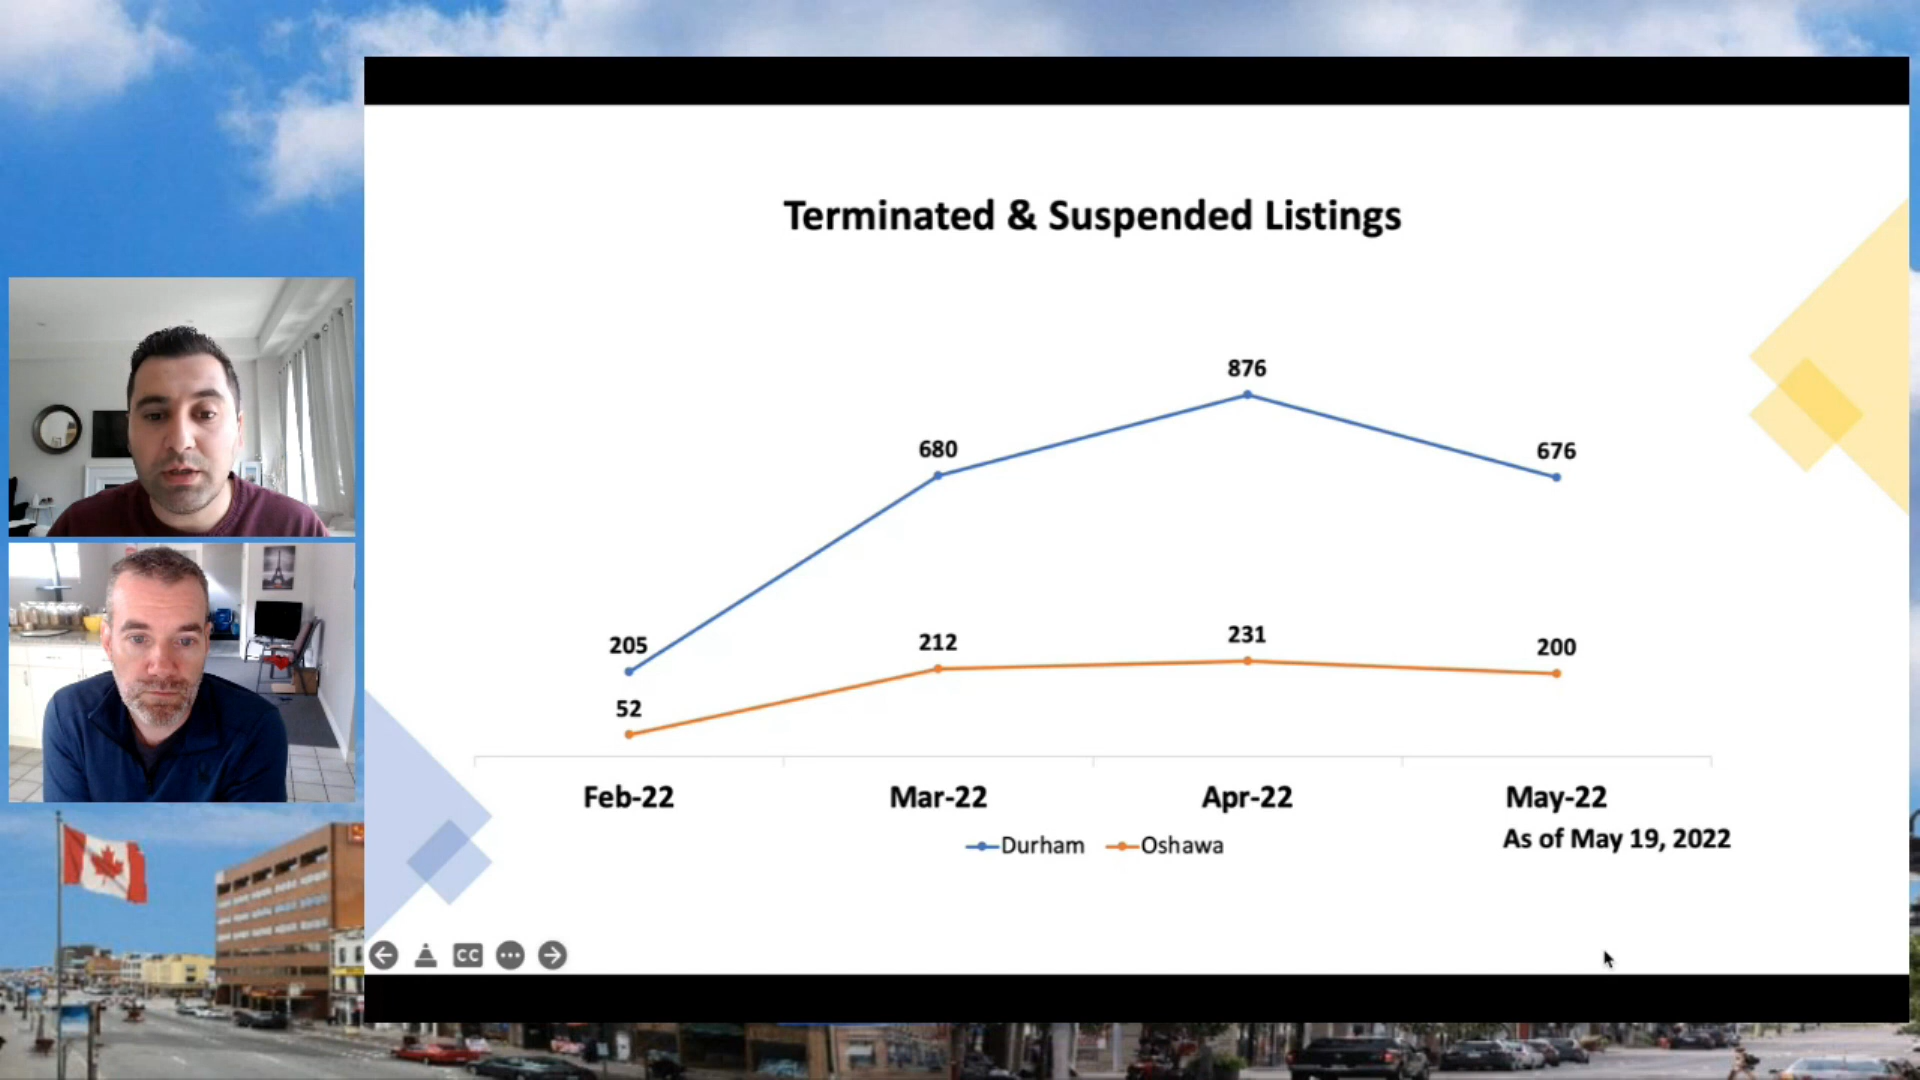 Terminated & Suspended Listings
876
680
676
205
212
231
200
52
Feb-22
Mar-22
Apr-22
May-22
As of May 19, 2022
Durham
Oshawa
CC